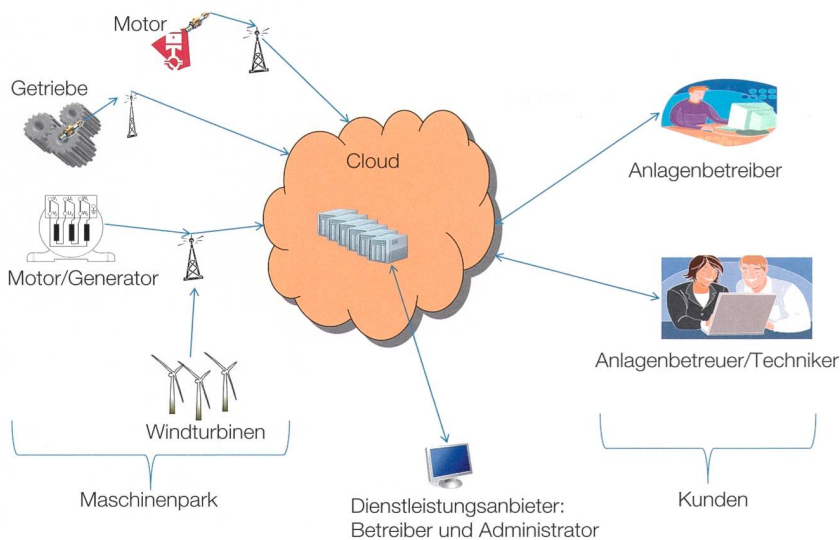 Motor
Getriebe
Cloud
Anlagenbetreiber
Motor/Generator
Anlagenbetreuer/Techniker
Windturbinen
Maschinenpark
Dienstleistungsanbieter:
Betreiber und Administrator
Kunden